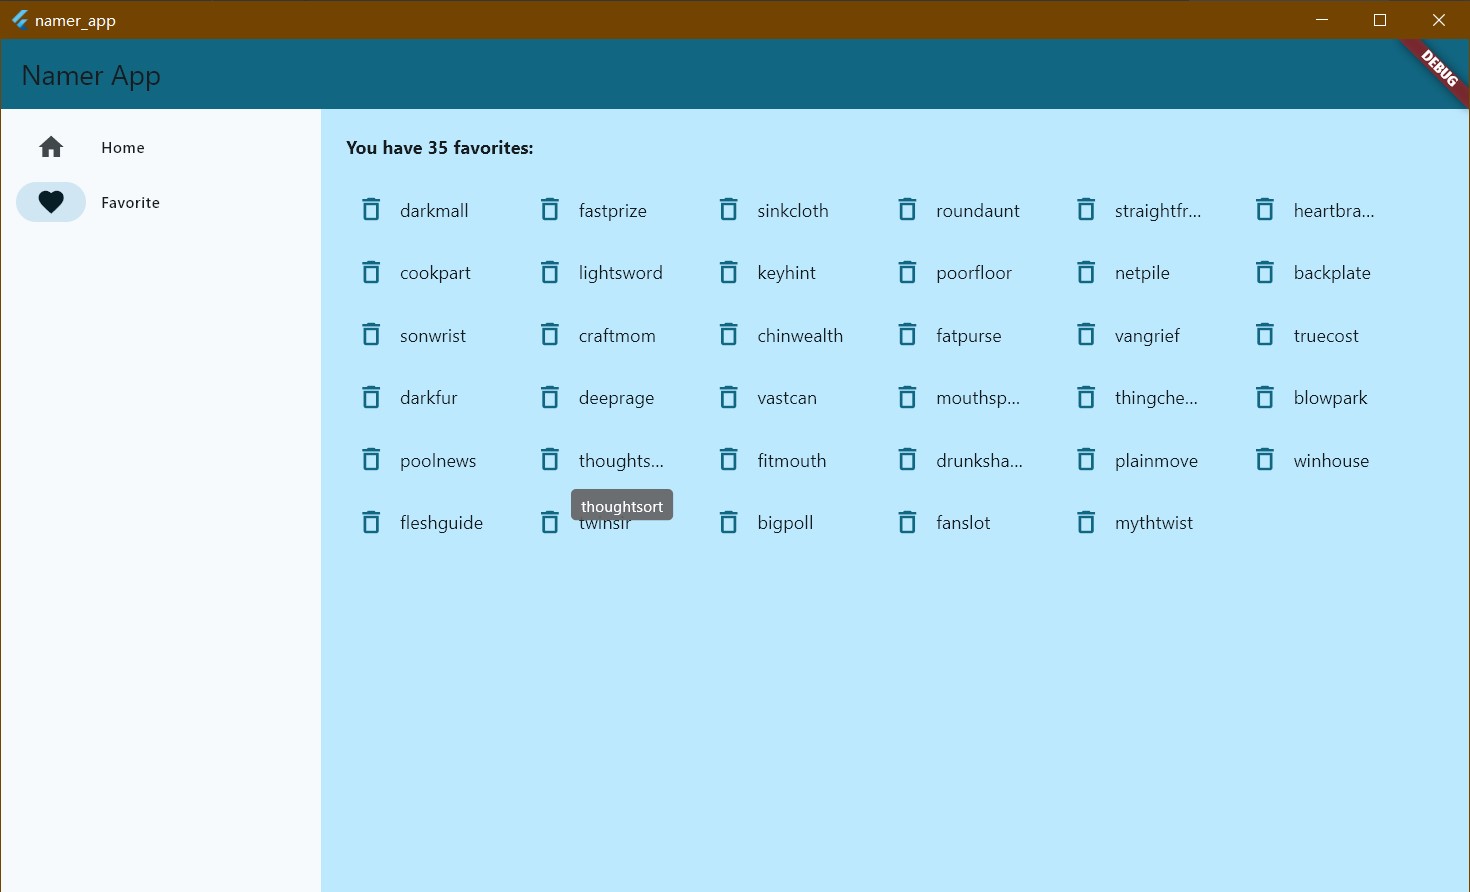 namer_app
Namer App
DEBUG
Home
Favorite
You have 35 favorites:
darkmall fastprize sinkcloth roundaunt straightfr... heartbra...
cookpart lightsword keyhint poorfloor netpile backplate
sonwrist craftmom chinwealth fatpurse vangrief truecost
darkfur deeprage vastcan mouthsp... thingche... blowpark
poolnews thoughts... fitmouth drunksha... plainmove winhouse
thoughtsort
fleshguide twinsir bigpoll fanslot mythtwist